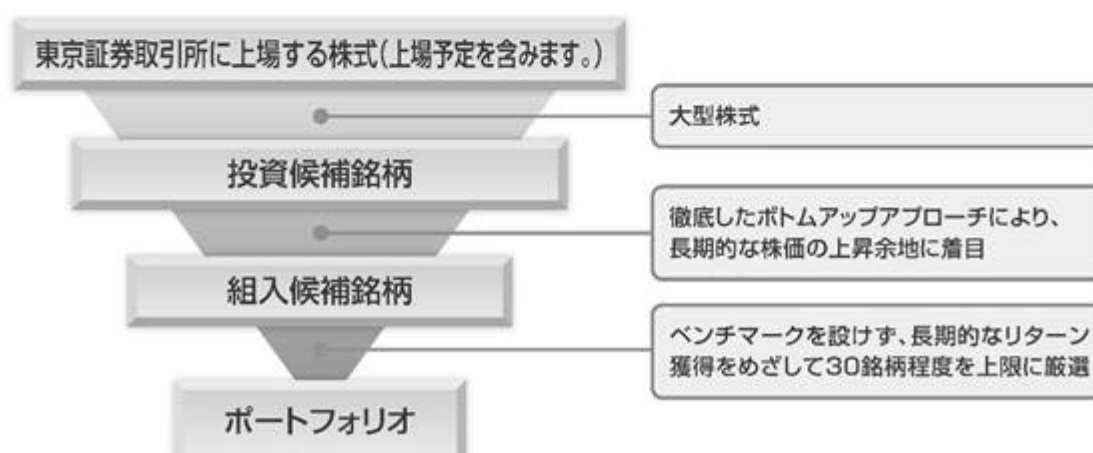 東京証券取引所に上場する株式(上場予定を含みます。)
大型株式
投資候補銘柄
徹底したボトムアップアプローチにより、
長期的な株価の上昇余地に着目
組入候補銘柄
ベンチマークを設けず、長期的なリターン
獲得をめざして30銘柄程度を上限に厳選
ポートフォリオ